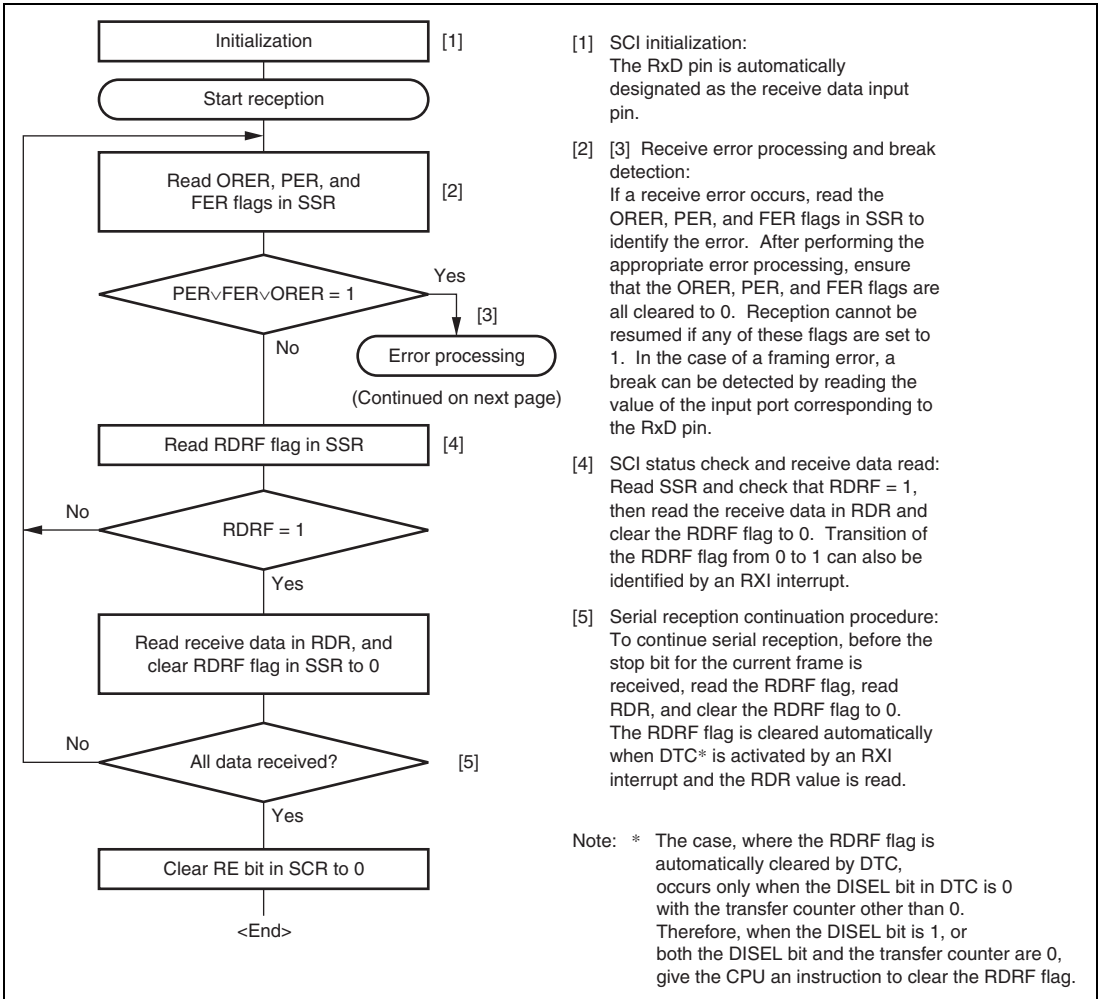 Initialization [1]
Start reception
Read ORER, PER, and
FER flags in SSR
[2]
PER∨FER∨ORER = 1
Yes
[3]
No
Error processing
(Continued on next page)
Read RDRF flag in SSR [4]
No
RDRF = 1
Yes
Read receive data in RDR, and
clear RDRF flag in SSR to 0
No
All data received? [5]
Yes
Clear RE bit in SCR to 0
<End>
[1] SCI initialization:
The RxD pin is automatically
designated as the receive data input
pin.
[2] [3] Receive error processing and break
detection:
If a receive error occurs, read the
ORER, PER, and FER flags in SSR to
identify the error. After performing the
appropriate error processing, ensure
that the ORER, PER, and FER flags are
all cleared to 0. Reception cannot be
resumed if any of these flags are set to
1. In the case of a framing error, a
break can be detected by reading the
value of the input port corresponding to
the RxD pin.
[4] SCI status check and receive data read:
Read SSR and check that RDRF = 1,
then read the receive data in RDR and
clear the RDRF flag to 0. Transition of
the RDRF flag from 0 to 1 can also be
identified by an RXI interrupt.
[5] Serial reception continuation procedure:
To continue serial reception, before the
stop bit for the current frame is
received, read the RDRF flag, read
RDR, and clear the RDRF flag to 0.
The RDRF flag is cleared automatically
when DTC* is activated by an RXI
interrupt and the RDR value is read.
Note: * The case, where the RDRF flag is
automatically cleared by DTC,
occurs only when the DISEL bit in DTC is 0
with the transfer counter other than 0.
Therefore, when the DISEL bit is 1, or
both the DISEL bit and the transfer counter are 0,
give the CPU an instruction to clear the RDRF flag.